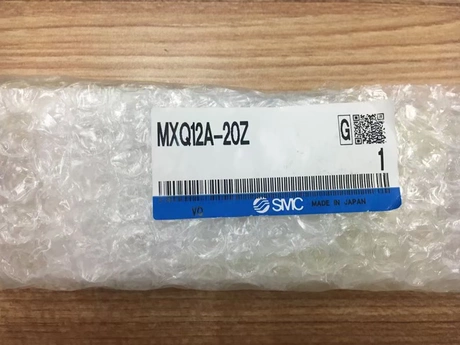 MXQ12A-20Z
G
1
SMC MADE IN JAPAN